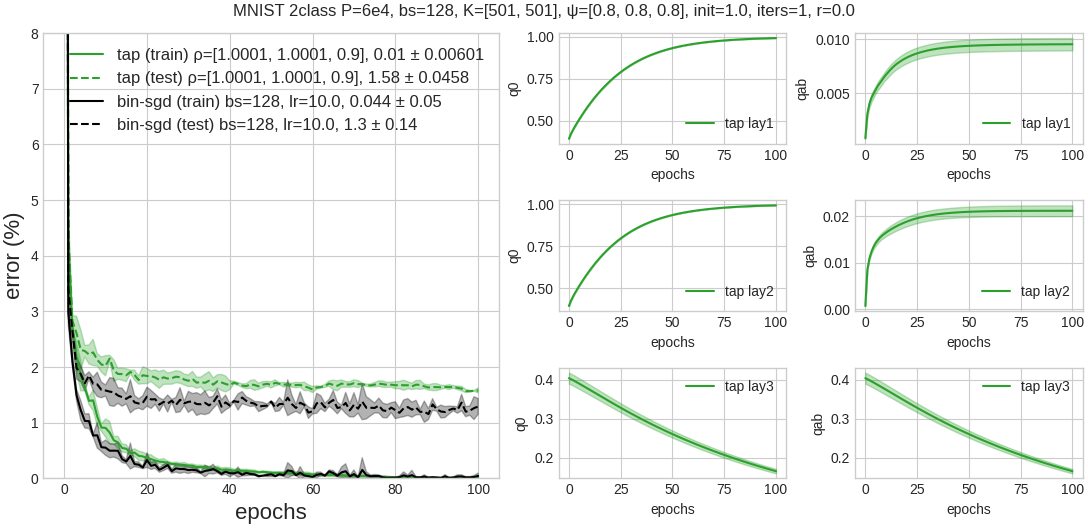 MNIST 2class P=6e4, bs=128, K=[501, 501], ψ=[0.8, 0.8, 0.8], init=1.0, iters=1, r=0.0
tap (train) ρ=[1.0001, 1.0001, 0.9], 0.01 ± 0.00601
tap (test) ρ=[1.0001, 1.0001, 0.9], 1.58 ± 0.0458
bin-sgd (train) bs=128, lr=10.0, 0.044 ± 0.05
bin-sgd (test) bs=128, lr=10.0, 1.3 ± 0.14
error (%)
8
7
6
5
4
3
2
1
0
0 20 40 60 80 100
epochs
q0
1.00
0.75
0.50
tap lay1
0 25 50 75 100
epochs
qab
0.010
0.005
tap lay1
0 25 50 75 100
epochs
q0
1.00
0.75
0.50
tap lay2
0 25 50 75 100
epochs
qab
0.02
0.01
0.00
tap lay2
0 25 50 75 100
epochs
q0
0.4
0.3
0.2
tap lay3
0 25 50 75 100
epochs
qab
0.4
0.3
0.2
tap lay3
0 25 50 75 100
epochs